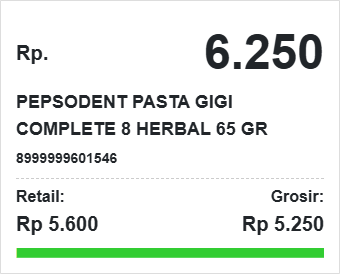 Rp. 6.250
PEPSODENT PASTA GIGI
COMPLETE 8 HERBAL 65 GR
8999999601546
Retail: Grosir:
Rp 5.600 Rp 5.250